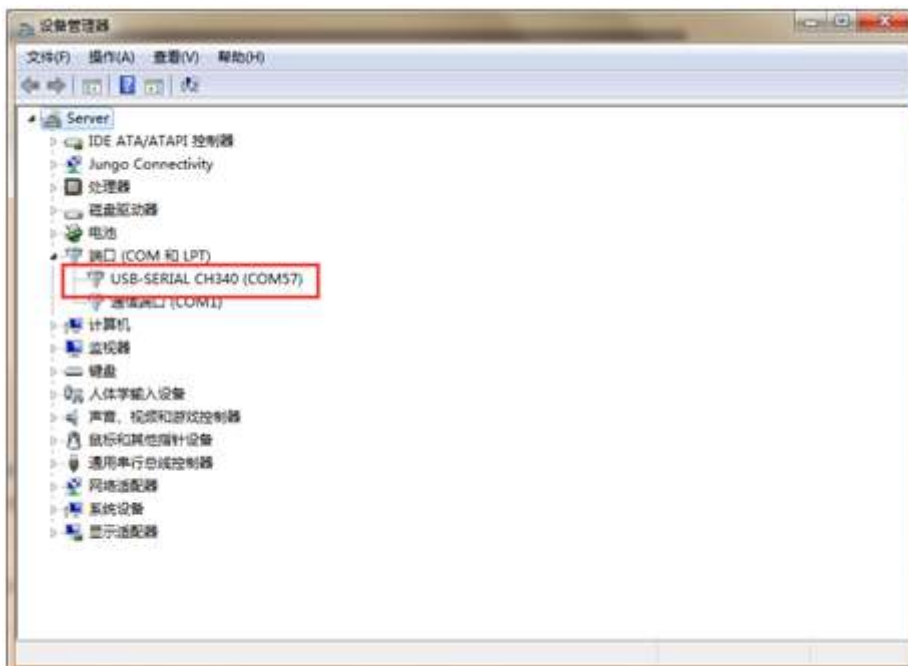 设备管理器
文件(F) 操作(A) 查看(V) 帮助(H)
Server
IDE ATA/ATAPI 控制器
Jungo Connectivity
处理器
磁盘驱动器
电池
端口 (COM 和 LPT)
USB-SERIAL CH340 (COM57)
通信端口 (COM1)
计算机
监视器
键盘
人体学输入设备
声音、视频和游戏控制器
鼠标和其他指针设备
通用串行总线控制器
网络适配器
系统设备
显示适配器